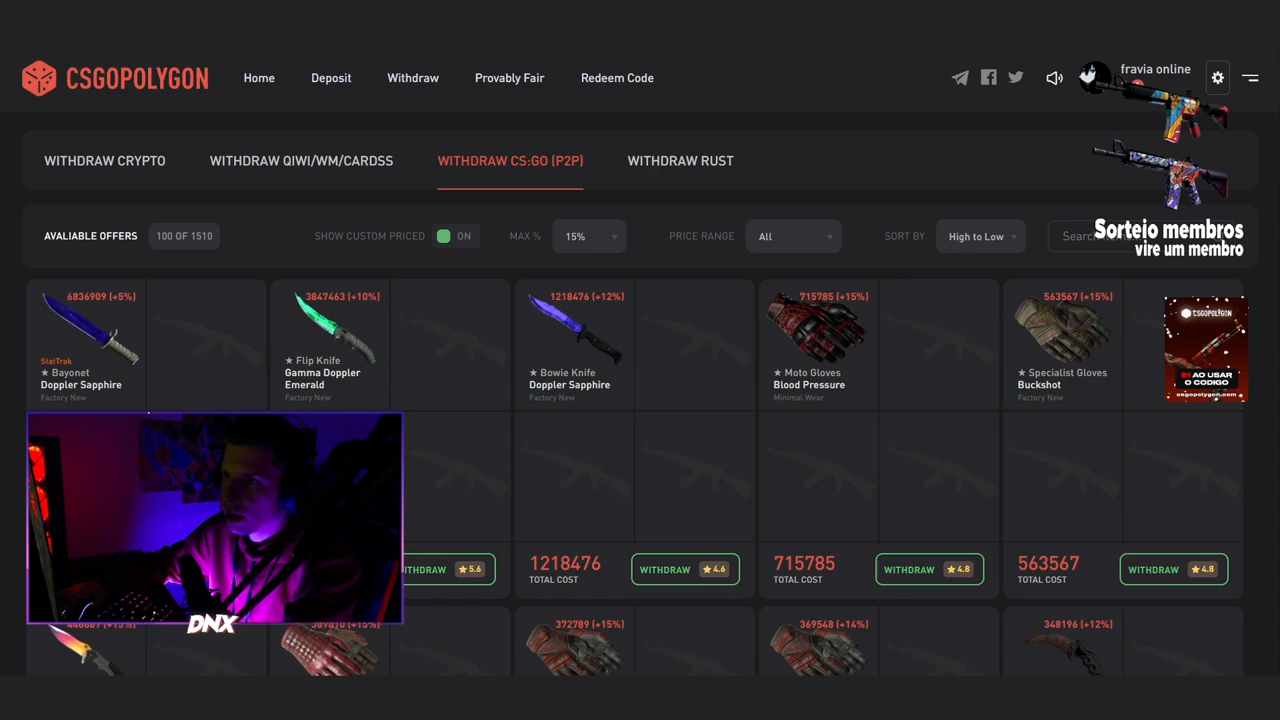 CSGOPOLYGON
Home
Deposit
Withdraw
Provably Fair
Redeem Code
fravia online
WITHDRAW CRYPTO
WITHDRAW QIWI/WM/CARDSS
WITHDRAW CS:GO (P2P)
WITHDRAW RUST
AVALIABLE OFFERS
100 OF 1510
SHOW CUSTOM PRICED
ON
MAX %
15%
PRICE RANGE
All
SORT BY
High to Low
Sorteio membros
vire um membro
6836909 (+5%)
StatTrak
★ Bayonet
Doppler Sapphire
Factory New
3847463 (+10%)
★ Flip Knife
Gamma Doppler
Emerald
Factory New
1218476 (+12%)
★ Bowie Knife
Doppler Sapphire
Factory New
715785 (+15%)
★ Moto Gloves
Blood Pressure
Minimal Wear
563567 (+15%)
★ Specialist Gloves
Buckshot
Factory New
CSGOPOLYGON
AO USAR
O CODIGO
csgopolygon.com
★ 5.6
1218476
TOTAL COST
WITHDRAW
★ 4.6
715785
TOTAL COST
WITHDRAW
★ 4.8
563567
TOTAL COST
WITHDRAW
★ 4.8
DNX
372789 (+15%)
369548 (+14%)
348196 (+12%)